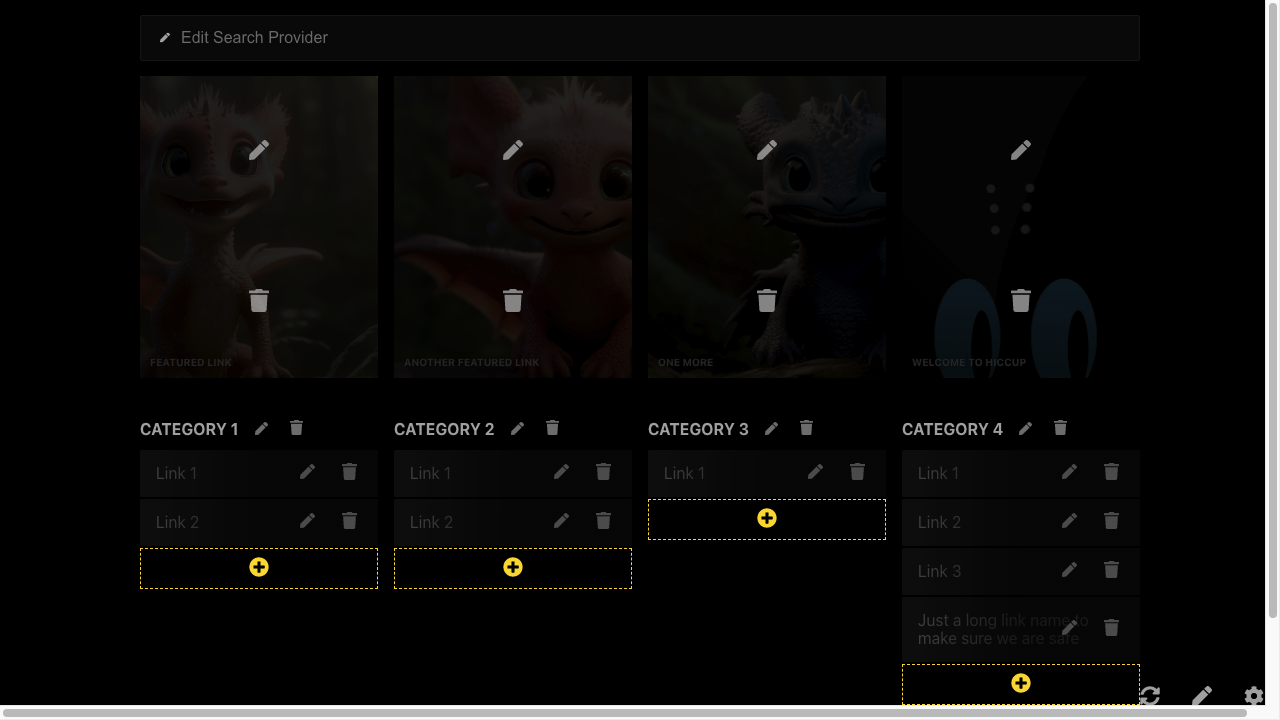 Edit Search Provider
FEATURED LINK
ANOTHER FEATURED LINK
ONE MORE
WELCOME TO HICCUP
CATEGORY 1
Link 1
Link 2
CATEGORY 2
Link 1
Link 2
CATEGORY 3
Link 1
CATEGORY 4
Link 1
Link 2
Link 3
Just a long link name to
make sure we are safe